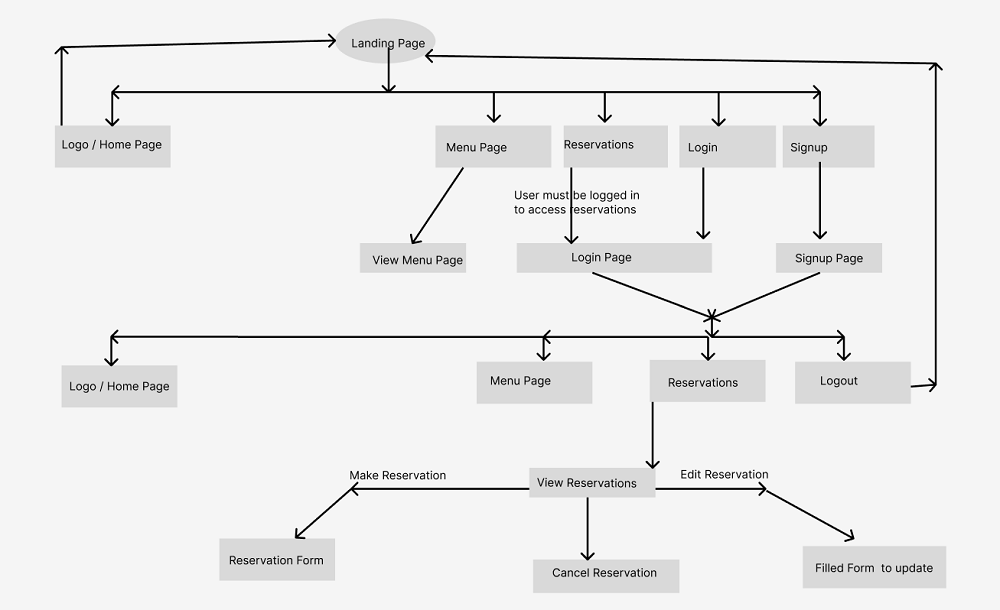 Landing Page
Logo / Home Page
Menu Page
Reservations
Login
Signup
User must be logged in
to access reservations
View Menu Page
Login Page
Signup Page
Logo / Home Page
Menu Page
Reservations
Logout
Make Reservation
View Reservations
Edit Reservation
Reservation Form
Cancel Reservation
Filled Form to update